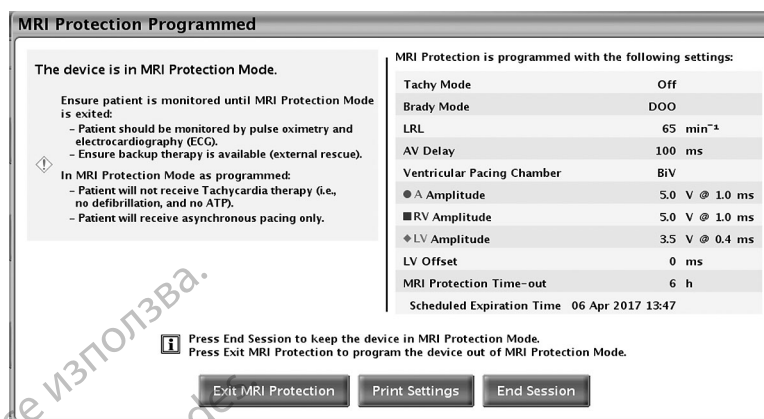 MRI Protection Programmed
The device is in MRI Protection Mode.
Ensure patient is monitored until MRI Protection Mode
is exited:
– Patient should be monitored by pulse oximetry and
electrocardiography (ECG).
– Ensure backup therapy is available (external rescue).
In MRI Protection Mode as programmed:
– Patient will not receive Tachycardia therapy (i.e.,
no defibrillation, and no ATP).
– Patient will receive asynchronous pacing only.
MRI Protection is programmed with the following settings:
Tachy Mode Off
Brady Mode DOO
LRL 65 min⁻¹
AV Delay 100 ms
Ventricular Pacing Chamber BiV
A Amplitude 5.0 V @ 1.0 ms
RV Amplitude 5.0 V @ 1.0 ms
LV Amplitude 3.5 V @ 0.4 ms
LV Offset 0 ms
MRI Protection Time-out 6 h
Scheduled Expiration Time 06 Apr 2017 13:47
Press End Session to keep the device in MRI Protection Mode.
Press Exit MRI Protection to program the device out of MRI Protection Mode.
Exit MRI Protection
Print Settings
End Session
използва.